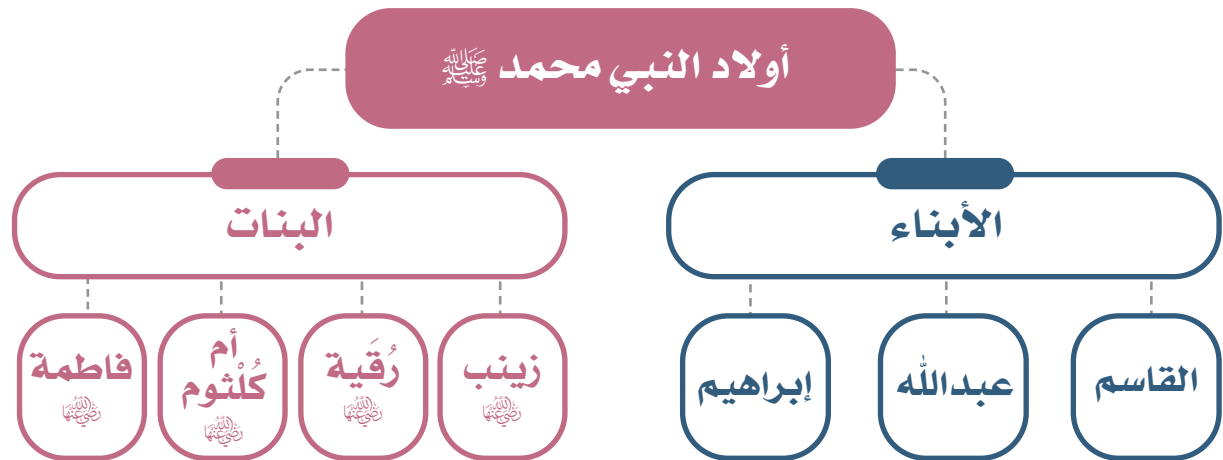 أولاد النبي محمد ﷺ
الأبناء
القاسم
عبدالله
إبراهيم
البنات
زينب
رضي الله عنها
رُقَية
رضي الله عنها
أم
كُلْثوم
رضي الله عنها
فاطمة
رضي الله عنها